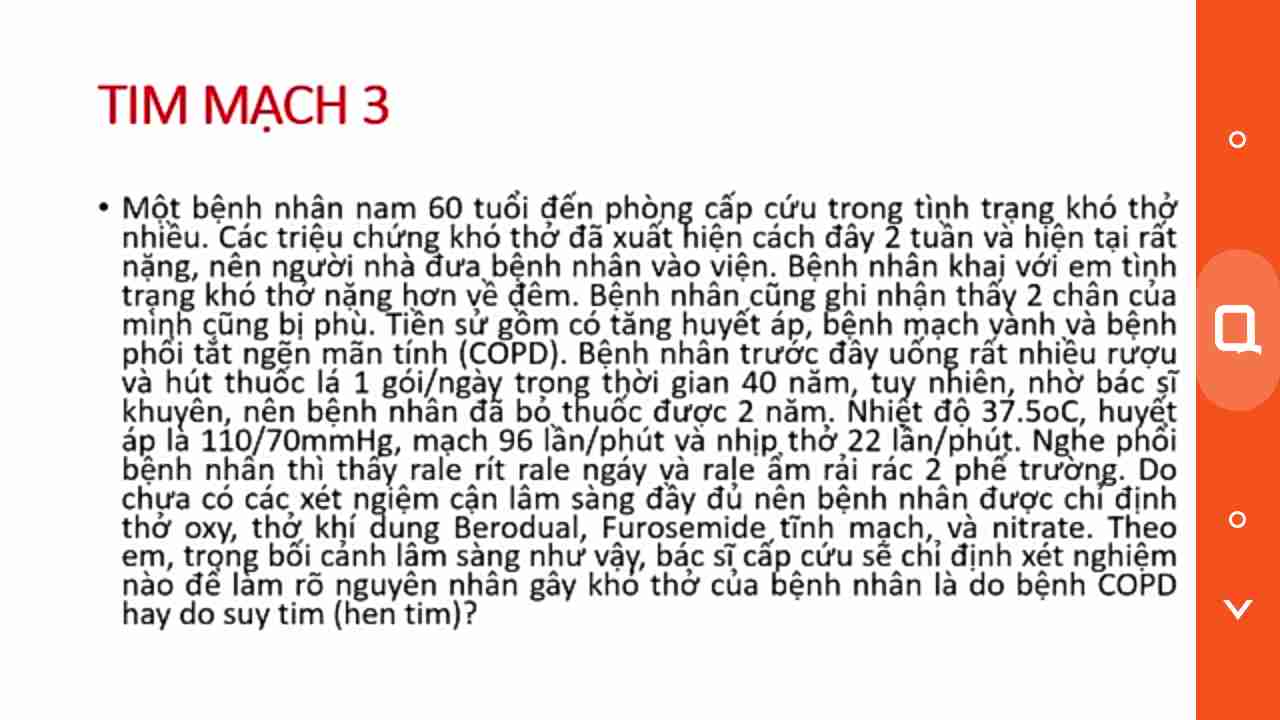 TIM MẠCH 3
• Một bệnh nhân nam 60 tuổi đến phòng cấp cứu trong tình trạng khó thở
nhiều. Các triệu chứng khó thở đã xuất hiện cách đây 2 tuần và hiện tại rất
nặng, nên người nhà đưa bệnh nhân vào viện. Bệnh nhân khai với em tình
trạng khó thở nặng hơn về đêm. Bệnh nhân cũng ghi nhận thấy 2 chân của
mình cũng bị phù. Tiền sử gồm có tăng huyết áp, bệnh mạch vành và bệnh
phổi tắt ngẽn mãn tính (COPD). Bệnh nhân trước đây uống rất nhiều rượu
và hút thuốc lá 1 gói/ngày trong thời gian 40 năm, tuy nhiên, nhờ bác sĩ
khuyên, nên bệnh nhân đã bỏ thuốc được 2 năm. Nhiệt độ 37.5oC, huyết
áp là 110/70mmHg, mạch 96 lần/phút và nhịp thở 22 lần/phút. Nghe phổi
bệnh nhân thì thấy rale rít rale ngáy và rale ẩm rải rác 2 phế trường. Do
chưa có các xét ngiệm cận lâm sàng đầy đủ nên bệnh nhân được chỉ định
thở oxy, thở khí dung Berodual, Furosemide tĩnh mạch, và nitrate. Theo
em, trong bối cảnh lâm sàng như vậy, bác sĩ cấp cứu sẽ chỉ định xét nghiệm
nào để làm rõ nguyên nhân gây khó thở của bệnh nhân là do bệnh COPD
hay do suy tim (hen tim)?